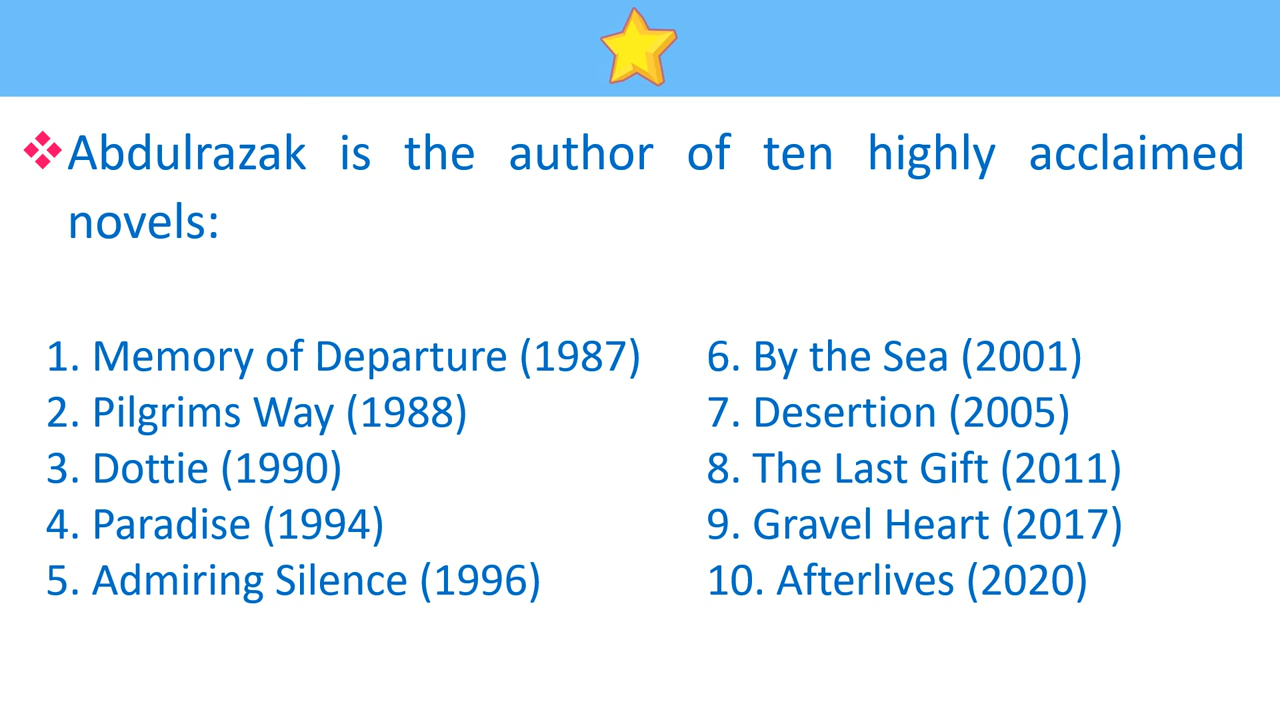 Abdulrazak is the author of ten highly acclaimed
novels:
1. Memory of Departure (1987)
2. Pilgrims Way (1988)
3. Dottie (1990)
4. Paradise (1994)
5. Admiring Silence (1996)
6. By the Sea (2001)
7. Desertion (2005)
8. The Last Gift (2011)
9. Gravel Heart (2017)
10. Afterlives (2020)